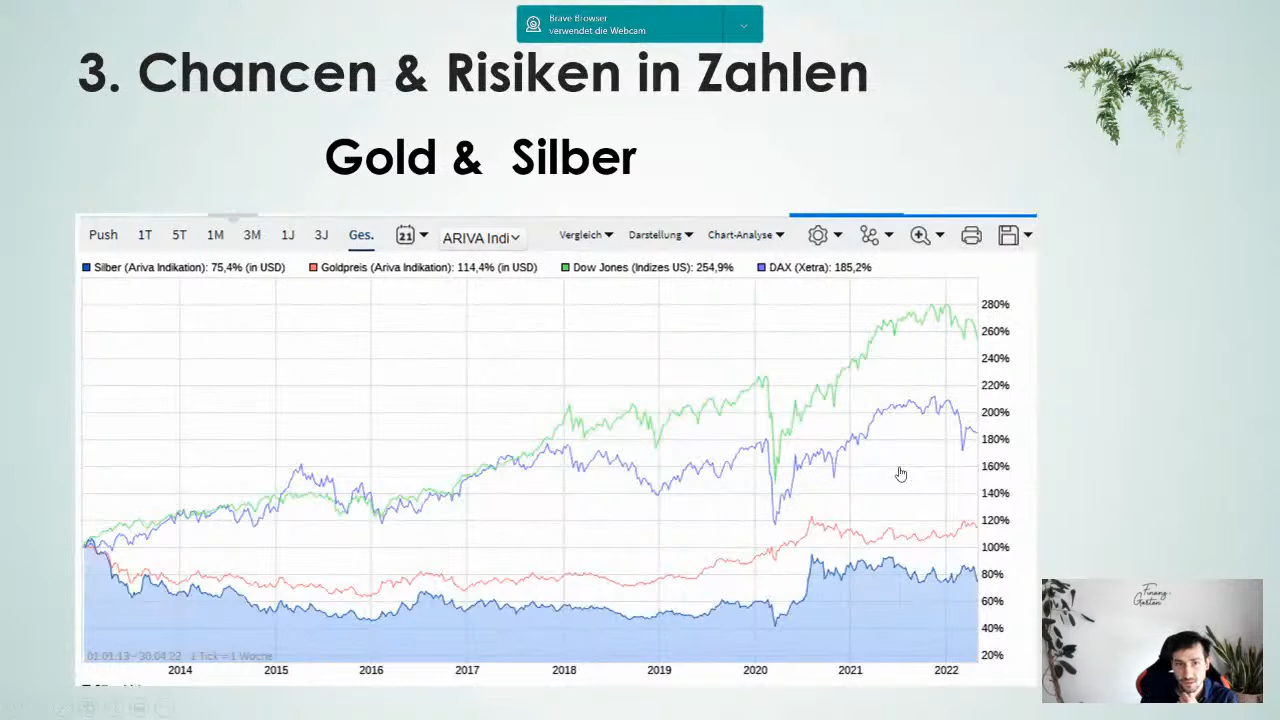 Brave Browser
verwendet die Webcam
3. Chancen & Risiken in Zahlen
Gold & Silber
Push 1T 5T 1M 3M 1J 3J Ges. 21 ARIVA Indi Vergleich Darstellung Chart-Analyse
Silber (Ariva Indikation): 75,4% (in USD) Goldpreis (Ariva Indikation): 114,4% (in USD) Dow Jones (Indizes US): 254,9% DAX (Xetra): 185,2%
280%
260%
240%
220%
200%
180%
160%
140%
120%
100%
80%
60%
40%
20%
01.01.13 - 30.04.22 1 Tick = 1 Woche
2014 2015 2016 2017 2018 2019 2020 2021 2022
Finanz-
Garten